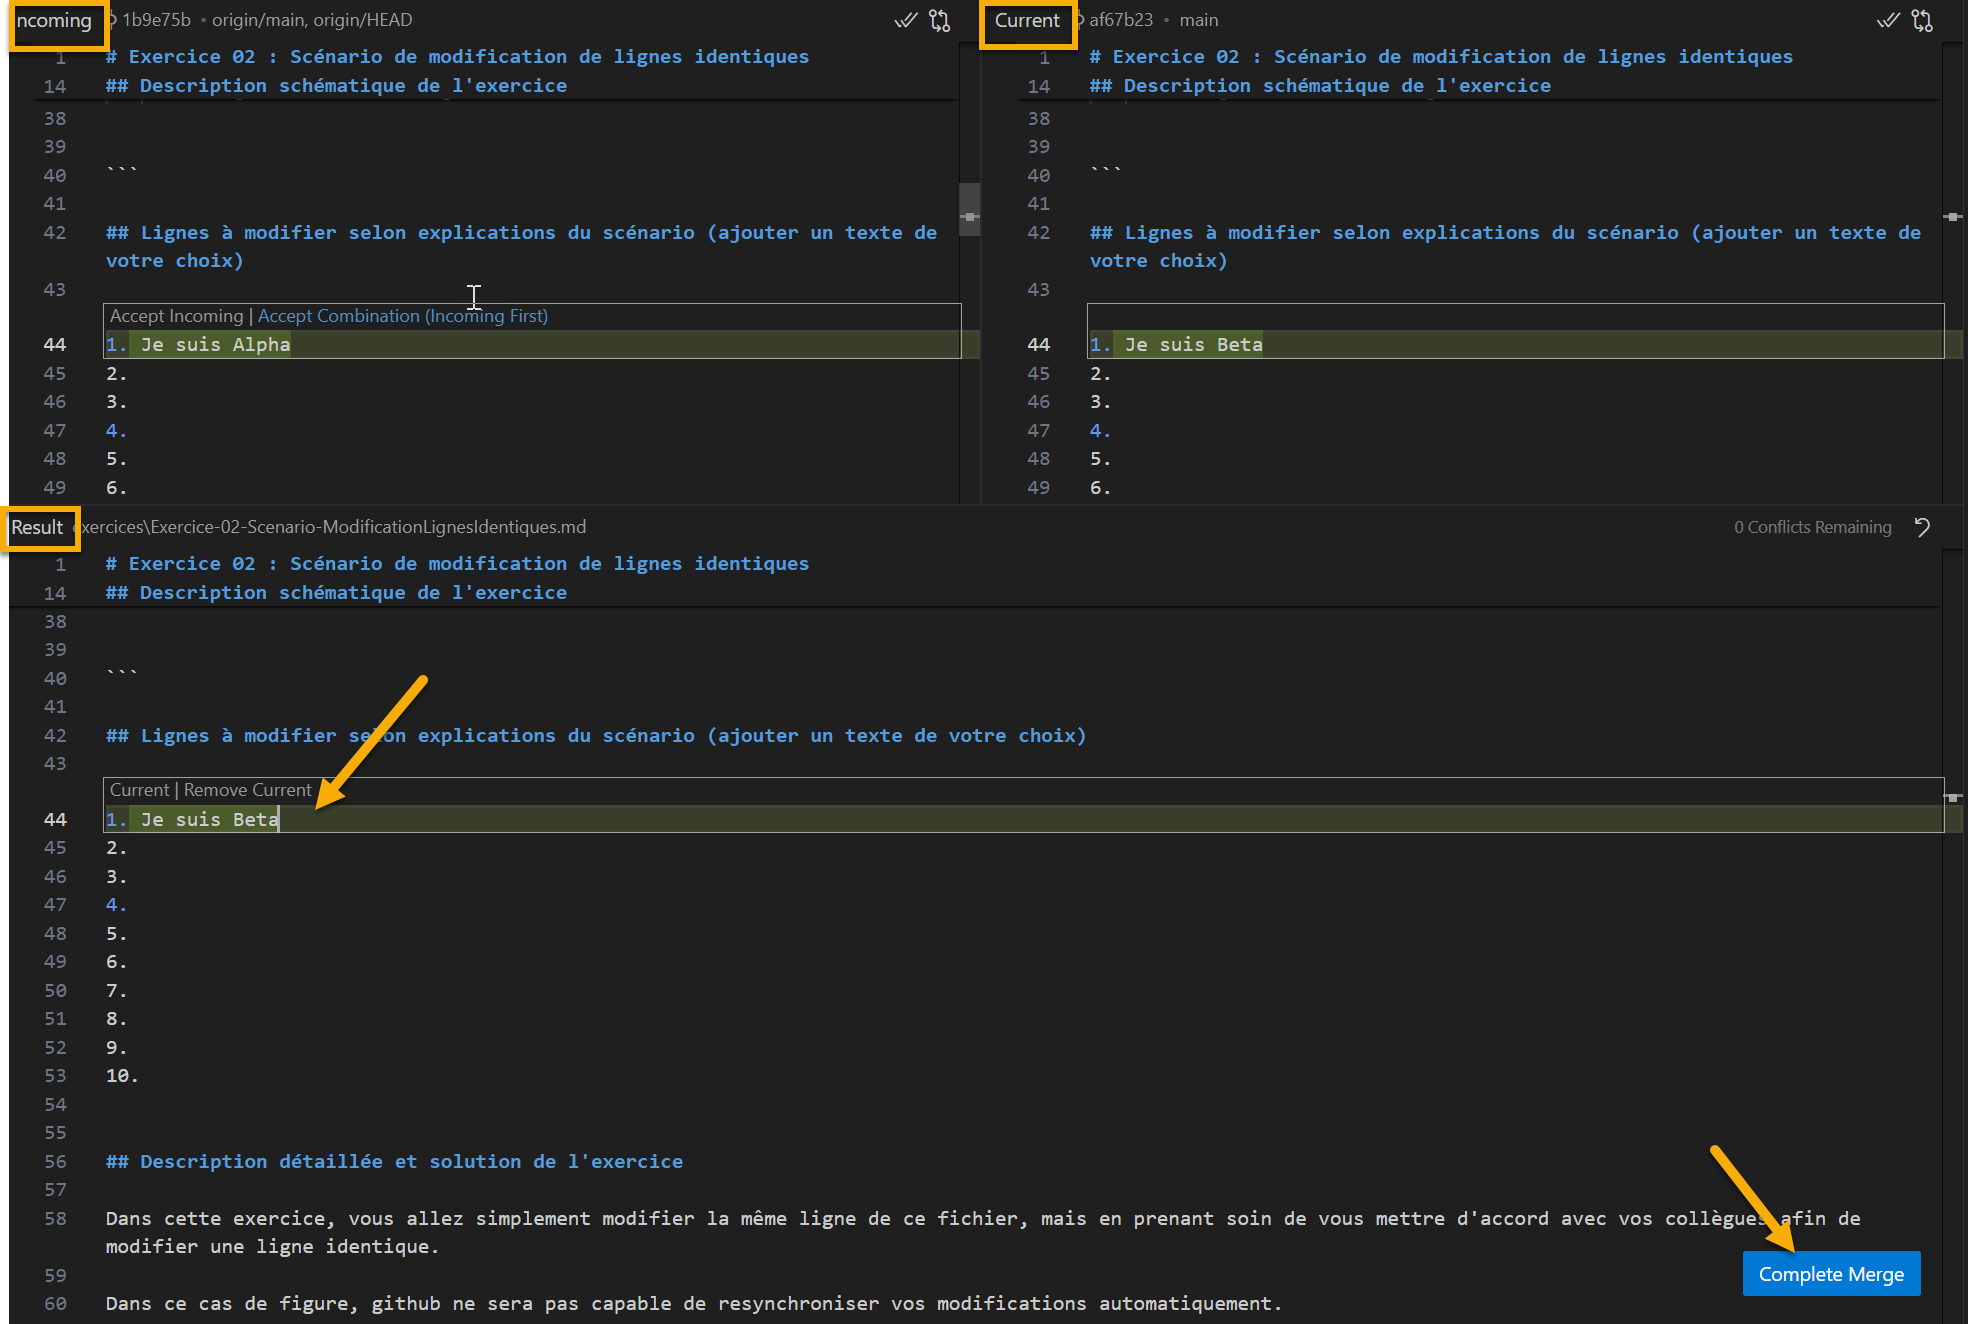 ncoming 1b9e75b • origin/main, origin/HEAD
1 # Exercice 02 : Scénario de modification de lignes identiques
14 ## Description schématique de l'exercice
38
39
40 ```
41
42 ## Lignes à modifier selon explications du scénario (ajouter un texte de
votre choix)
43
Accept Incoming | Accept Combination (Incoming First)
44 1. Je suis Alpha
45 2.
46 3.
47 4.
48 5.
49 6.
Current af67b23 • main
1 # Exercice 02 : Scénario de modification de lignes identiques
14 ## Description schématique de l'exercice
38
39
40 ```
41
42 ## Lignes à modifier selon explications du scénario (ajouter un texte de
votre choix)
43
44 1. Je suis Beta
45 2.
46 3.
47 4.
48 5.
49 6.
Result exercices\Exercice-02-Scenario-ModificationLignesIdentiques.md 0 Conflicts Remaining
1 # Exercice 02 : Scénario de modification de lignes identiques
14 ## Description schématique de l'exercice
38
39
40 ```
41
42 ## Lignes à modifier selon explications du scénario (ajouter un texte de votre choix)
43
Current | Remove Current
44 1. Je suis Beta
45 2.
46 3.
47 4.
48 5.
49 6.
50 7.
51 8.
52 9.
53 10.
54
55
56 ## Description détaillée et solution de l'exercice
57
58 Dans cette exercice, vous allez simplement modifier la même ligne de ce fichier, mais en prenant soin de vous mettre d'accord avec vos collègues afin de
modifier une ligne identique.
59
60 Dans ce cas de figure, github ne sera pas capable de resynchroniser vos modifications automatiquement.
Complete Merge